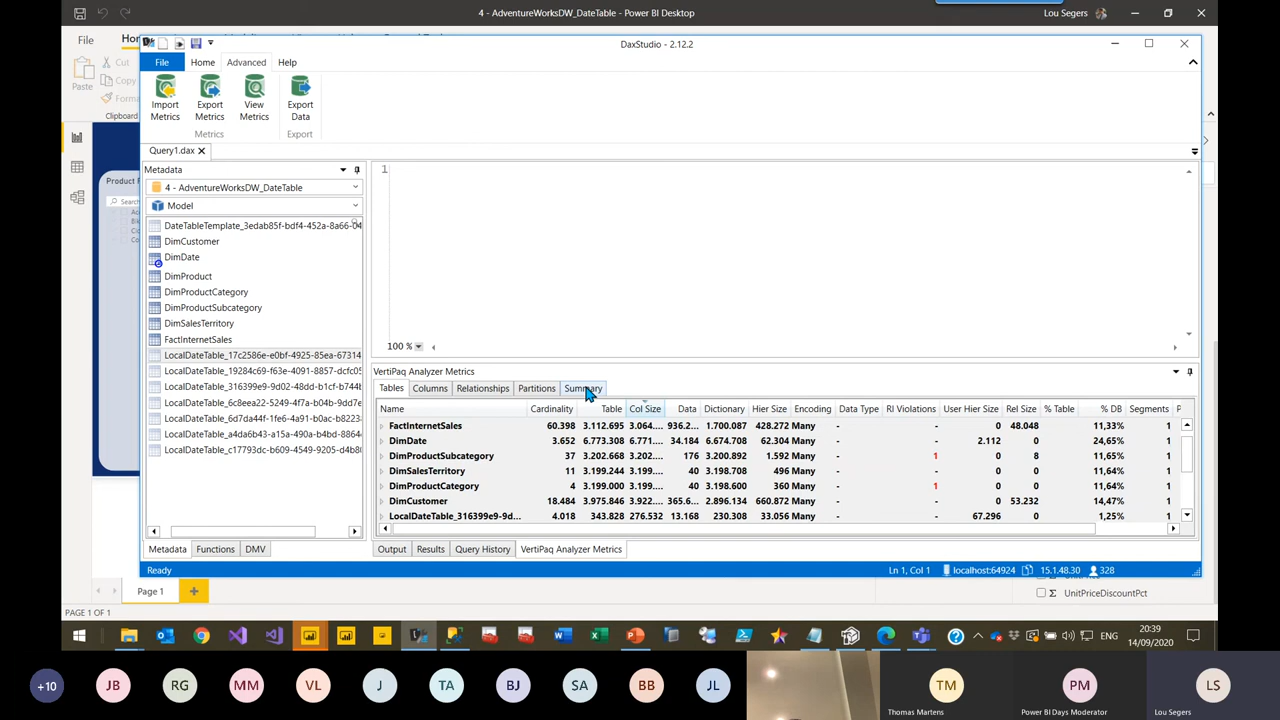 4 - AdventureWorksDW_DateTable - Power BI Desktop
Lou Segers
File
Paste
Cut
Copy
Clipboard
DaxStudio - 2.12.2
File Home Advanced Help
Import Metrics
Export Metrics
View Metrics
Export Data
Metrics
Export
Query1.dax
Metadata
4 - AdventureWorksDW_DateTable
Model
DateTableTemplate_3edab85f-bdf4-452a-8a66-04
DimCustomer
DimDate
DimProduct
DimProductCategory
DimProductSubcategory
DimSalesTerritory
FactInternetSales
LocalDateTable_17c2586e-e0bf-4925-85ea-67314
LocalDateTable_19284c69-f63e-4091-8857-dcfc05
LocalDateTable_316399e9-9d02-48dd-b1cf-b744b
LocalDateTable_6c8eea22-5249-4f7a-b04b-9dd7e
LocalDateTable_6d7da44f-1fe6-4a91-b0ac-b8223
LocalDateTable_a4da6b43-a15a-490a-b4bd-8864
LocalDateTable_c17793dc-b609-4549-9205-d4b8
Metadata Functions DMV
1
100 %
VertiPaq Analyzer Metrics
Tables Columns Relationships Partitions Summary
Name Cardinality Table Col Size Data Dictionary Hier Size Encoding Data Type RI Violations User Hier Size Rel Size % Table % DB Segments P
FactInternetSales 60.398 3.112.695 3.064.... 936.2... 1.700.087 428.272 Many - - 0 48.048 11,33% 1
DimDate 3.652 6.773.308 6.771.... 34.184 6.674.708 62.304 Many - - 2.112 0 24,65% 1
DimProductSubcategory 37 3.202.668 3.202.... 176 3.200.892 1.592 Many - 1 0 8 11,65% 1
DimSalesTerritory 11 3.199.244 3.199.... 40 3.198.708 496 Many - - 0 0 11,64% 1
DimProductCategory 4 3.199.000 3.199.... 40 3.198.600 360 Many - 1 0 0 11,64% 1
DimCustomer 18.484 3.975.846 3.922.... 365.6... 2.896.134 660.872 Many - - 0 53.232 14,47% 1
LocalDateTable_316399e9-9d... 4.018 343.828 276.532 13.168 230.308 33.056 Many - - 67.296 0 1,25% 1
Output Results Query History VertiPaq Analyzer Metrics
Ready
Ln 1, Col 1 localhost:64924 15.1.48.30 328
Page 1
UnitPriceDiscountPct
PAGE 1 OF 1
ENG
20:39
14/09/2020
+10 JB RG MM VL J TA BJ SA BB JL TM PM LS
Thomas Martens
Power BI Days Moderator
Lou Segers